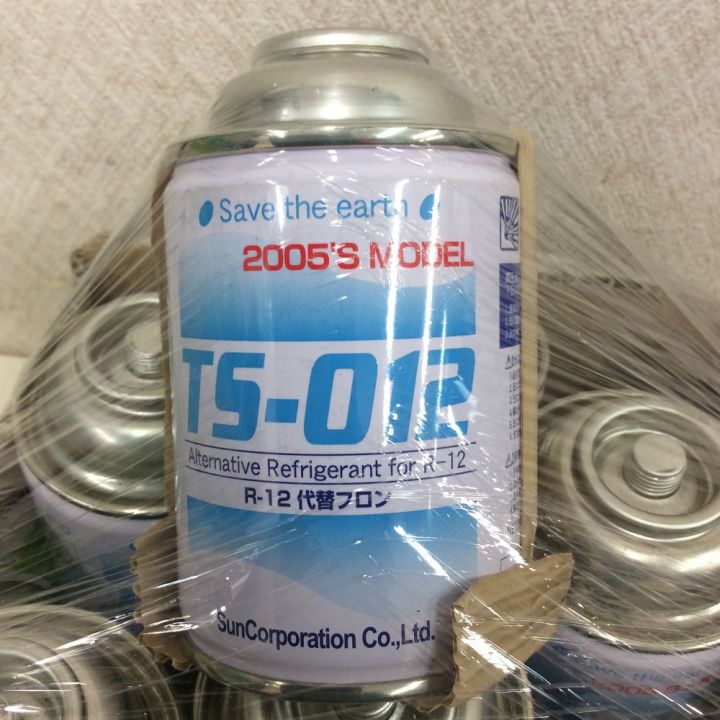 Save the earth
2005'S MODEL
TS-012
Alternative Refrigerant for R-12
R-12 代替フロン
SunCorporation Co.,Ltd.